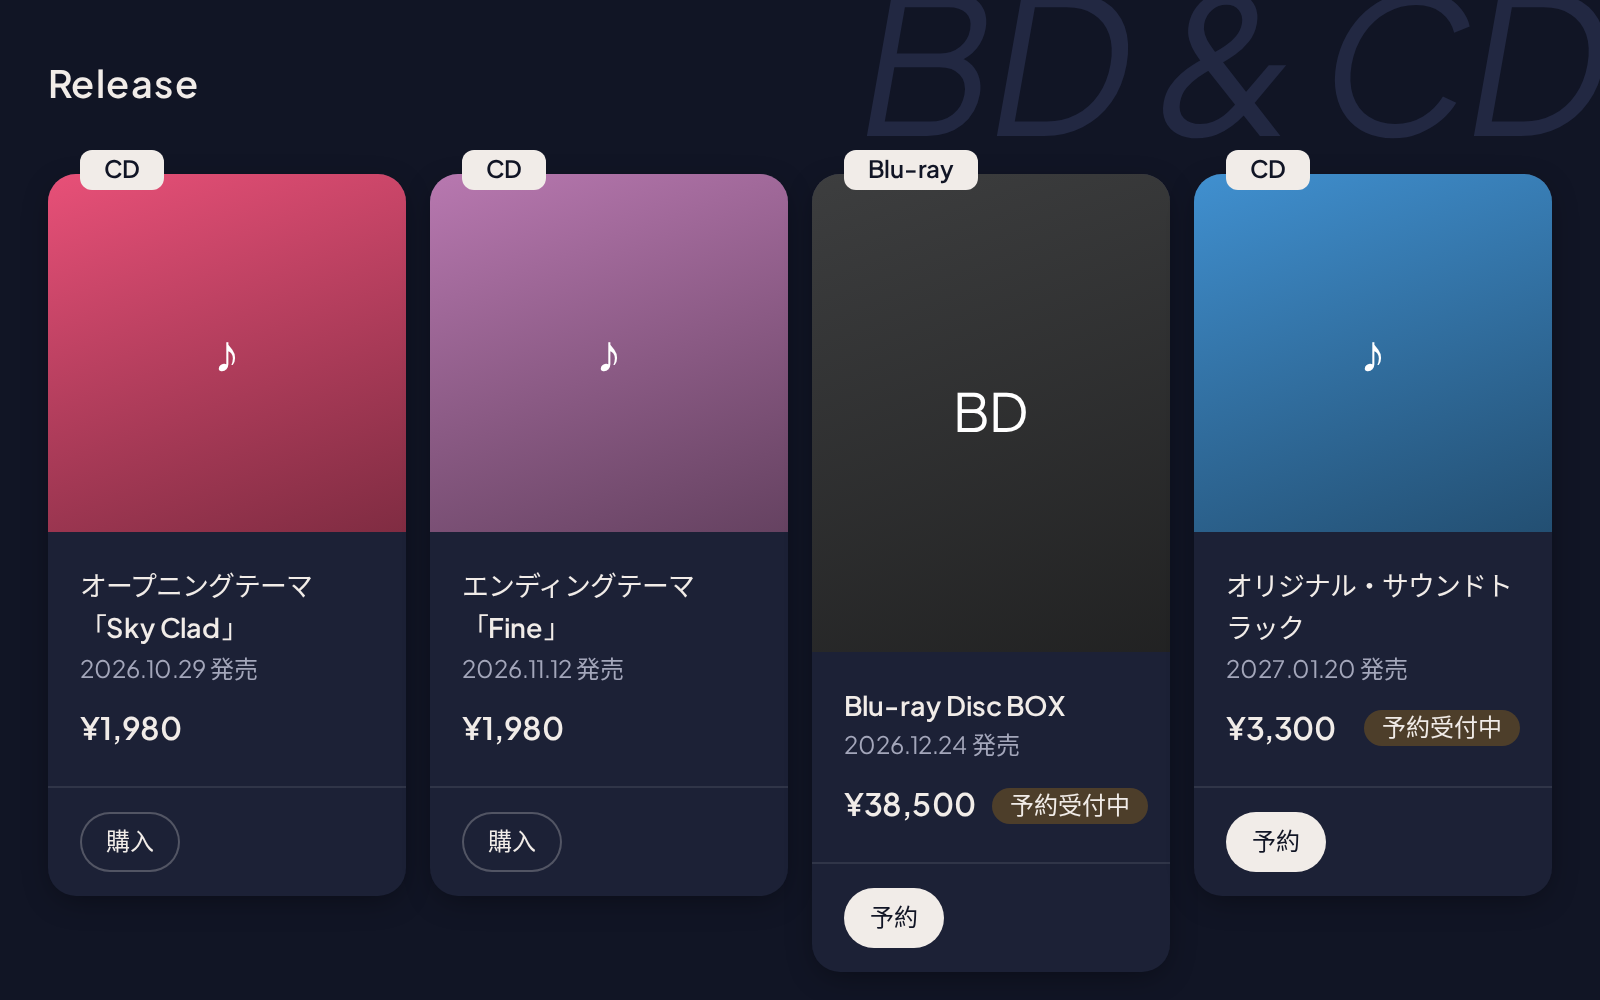 BD & CD
Release
CD
♪
オープニングテーマ
「Sky Clad」
2026.10.29 発売
¥1,980
購入
CD
♪
エンディングテーマ
「Fine」
2026.11.12 発売
¥1,980
購入
Blu-ray
BD
Blu-ray Disc BOX
2026.12.24 発売
¥38,500 予約受付中
予約
CD
♪
オリジナル・サウンドト
ラック
2027.01.20 発売
¥3,300 予約受付中
予約